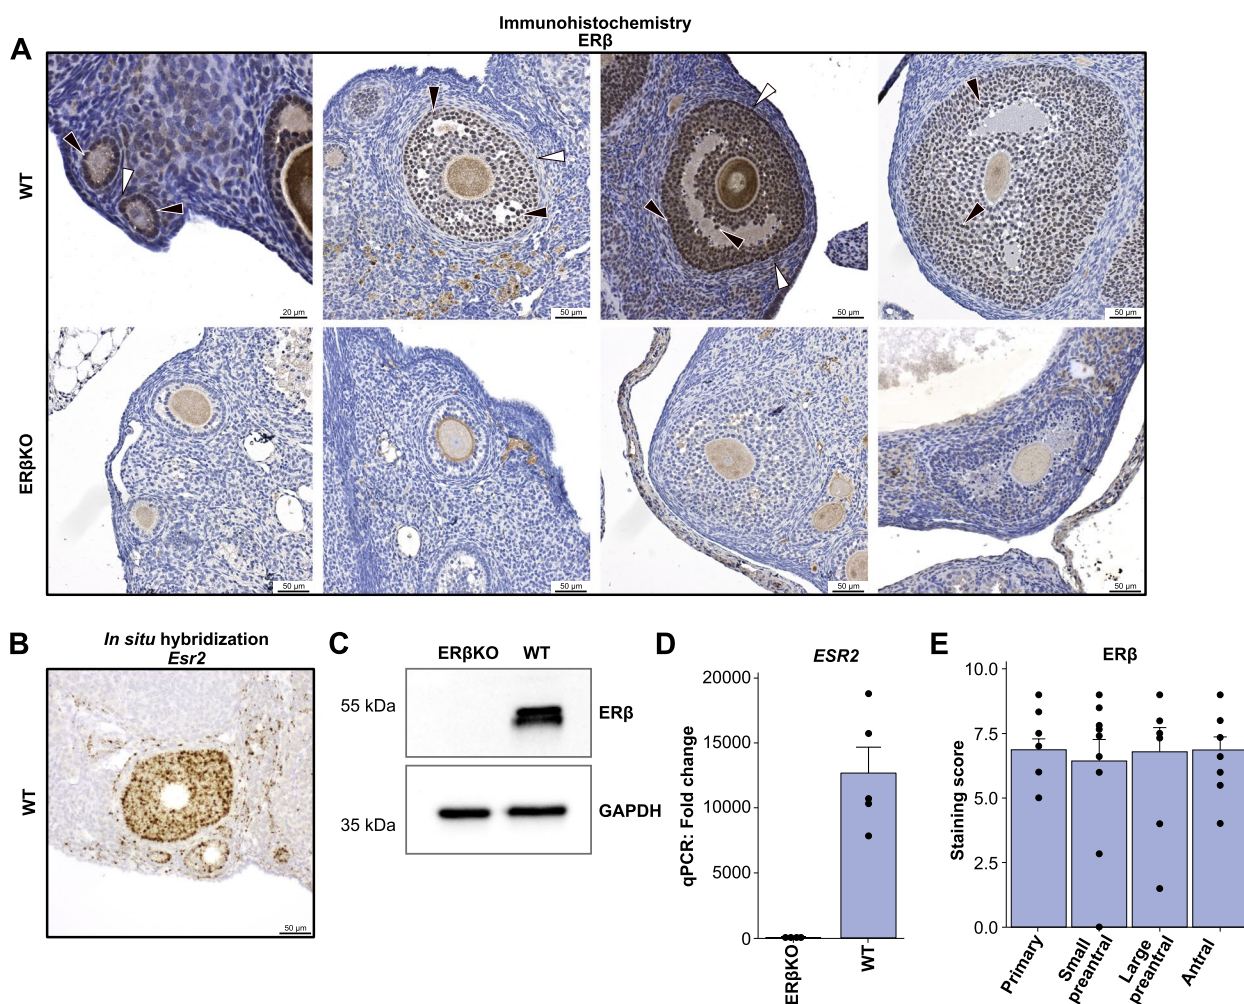 Immunohistochemistry
ERβ
A
WT
20 µm
50 µm
50 µm
50 µm
ERβKO
50 µm
50 µm
50 µm
50 µm
B
In situ hybridization
Esr2
WT
50 µm
C
ERβKO WT
55 kDa
ERβ
GAPDH
35 kDa
D
ESR2
qPCR: Fold change
20000
15000
10000
5000
0
ERβKO
WT
E
ERβ
Staining score
10.0
7.5
5.0
2.5
0.0
Primary
Small
preantral
Large
preantral
Antral